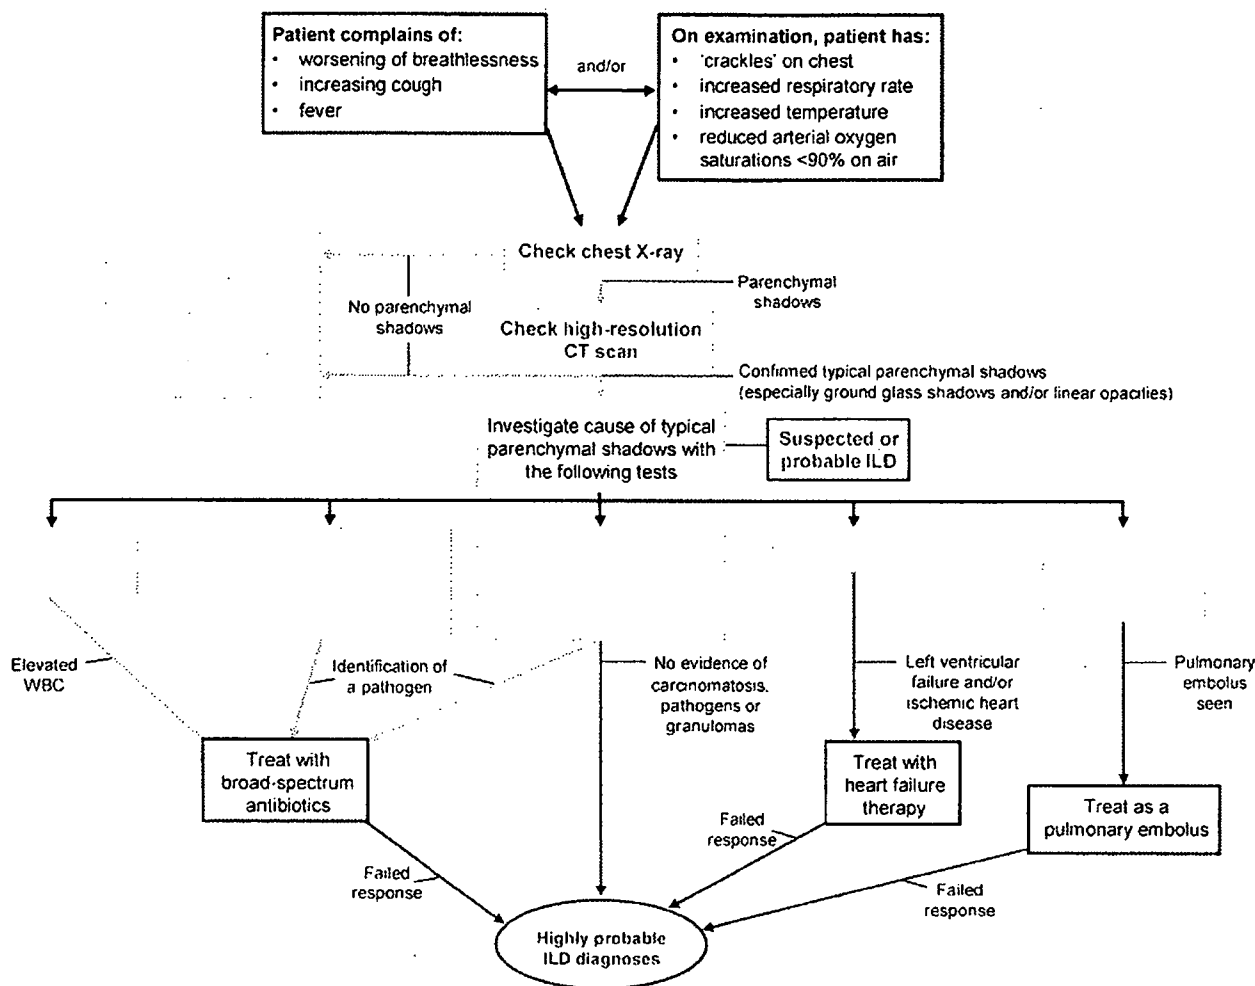 Patient complains of:
• worsening of breathlessness
• increasing cough
• fever
and/or
On examination, patient has:
• 'crackles' on chest
• increased respiratory rate
• increased temperature
• reduced arterial oxygen
saturations <90% on air
Check chest X-ray
No parenchymal
shadows
Parenchymal
shadows
Check high-resolution
CT scan
Confirmed typical parenchymal shadows
(especially ground glass shadows and/or linear opacities)
Investigate cause of typical
parenchymal shadows with
the following tests
Suspected or
probable ILD
Elevated
WBC
Identification of
a pathogen
No evidence of
carcinomatosis,
pathogens or
granulomas
Left ventricular
failure and/or
ischemic heart
disease
Pulmonary
embolus
seen
Treat with
broad-spectrum
antibiotics
Treat with
heart failure
therapy
Treat as a
pulmonary embolus
Failed
response
Failed
response
Failed
response
Highly probable
ILD diagnoses